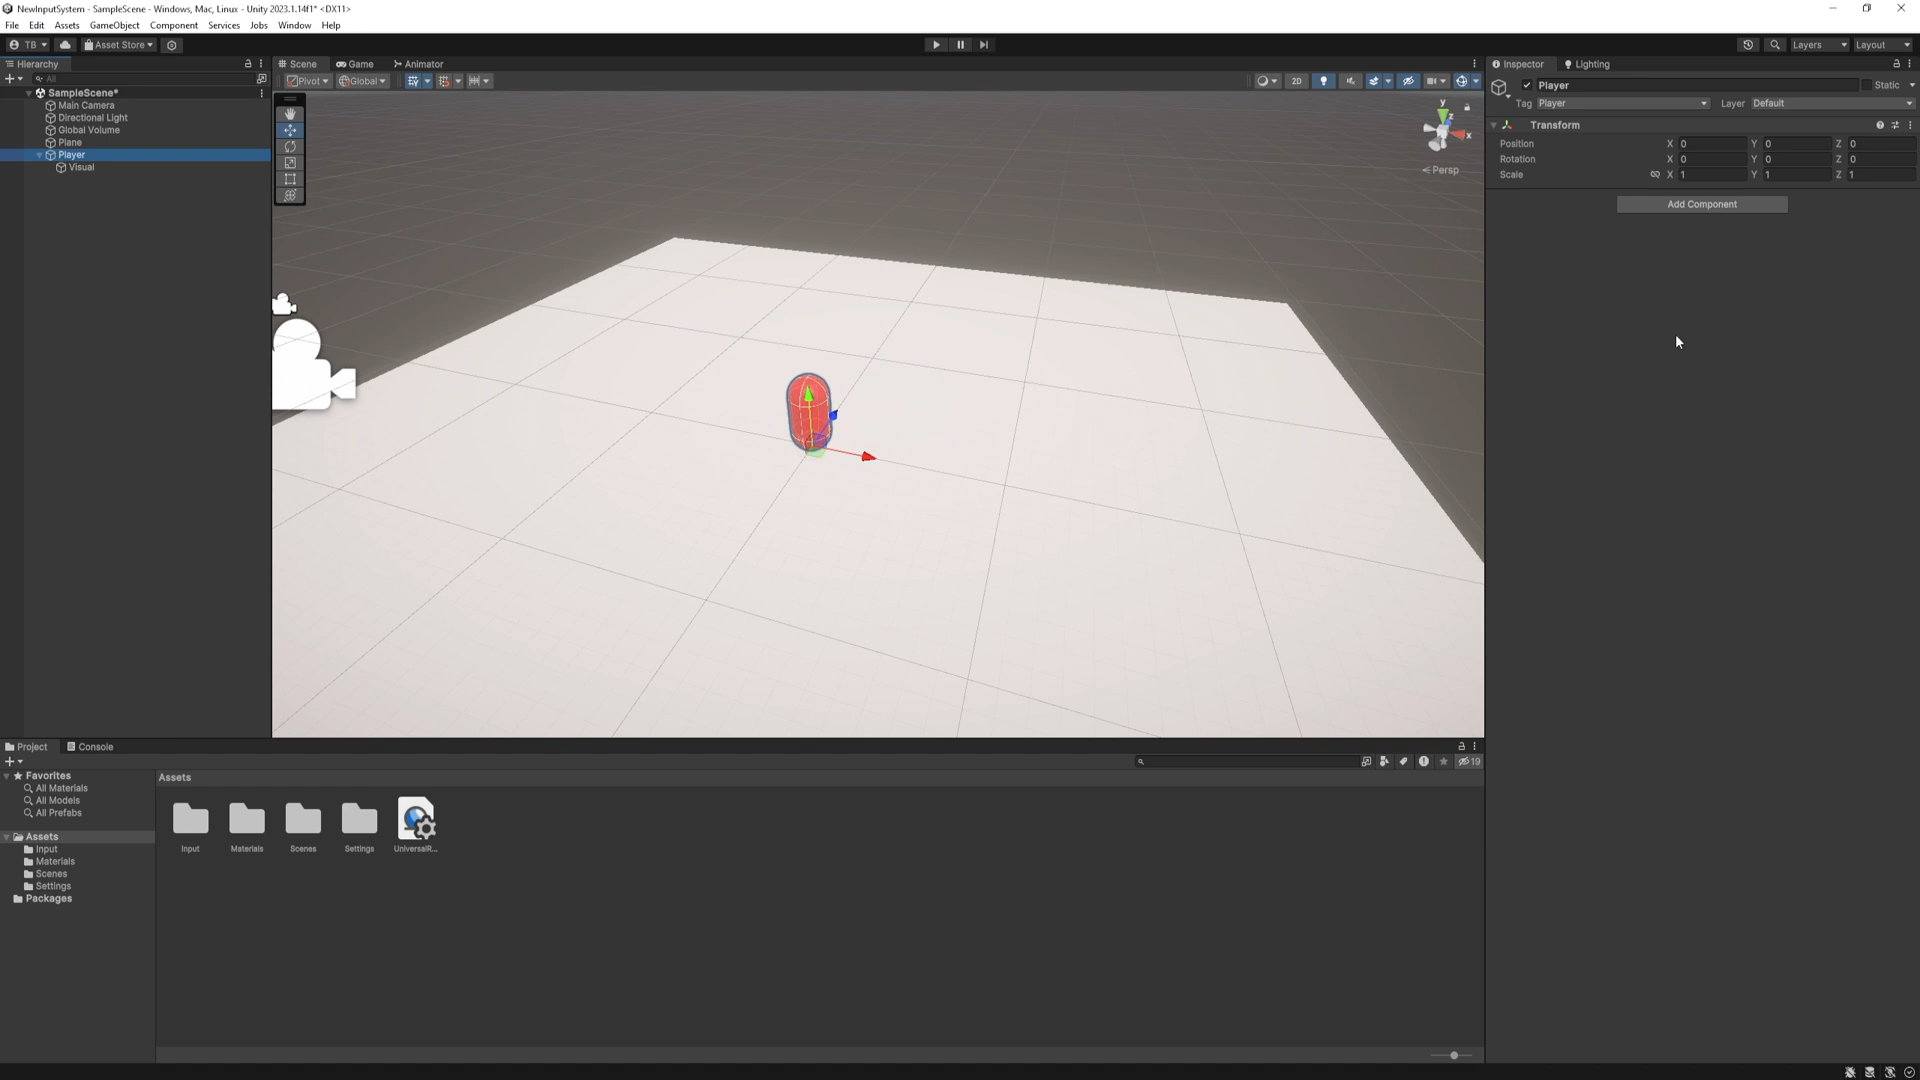 NewInputSystem - SampleScene - Windows, Mac, Linux - Unity 2023.1.14f1* <DX11>
File Edit Assets GameObject Component Services Jobs Window Help
TB Asset Store Layers Layout
Hierarchy
All
SampleScene*
Main Camera
Directional Light
Global Volume
Plane
Player
Visual
Scene Game Animator
Pivot Global 2D
y
z
x
Persp
Inspector Lighting
Player Static
Tag Player Layer Default
Transform
Position X 0 Y 0 Z 0
Rotation X 0 Y 0 Z 0
Scale X 1 Y 1 Z 1
Add Component
Project Console
19
Favorites
All Materials
All Models
All Prefabs
Assets
Input
Materials
Scenes
Settings
Packages
Assets
Input Materials Scenes Settings UniversalR...